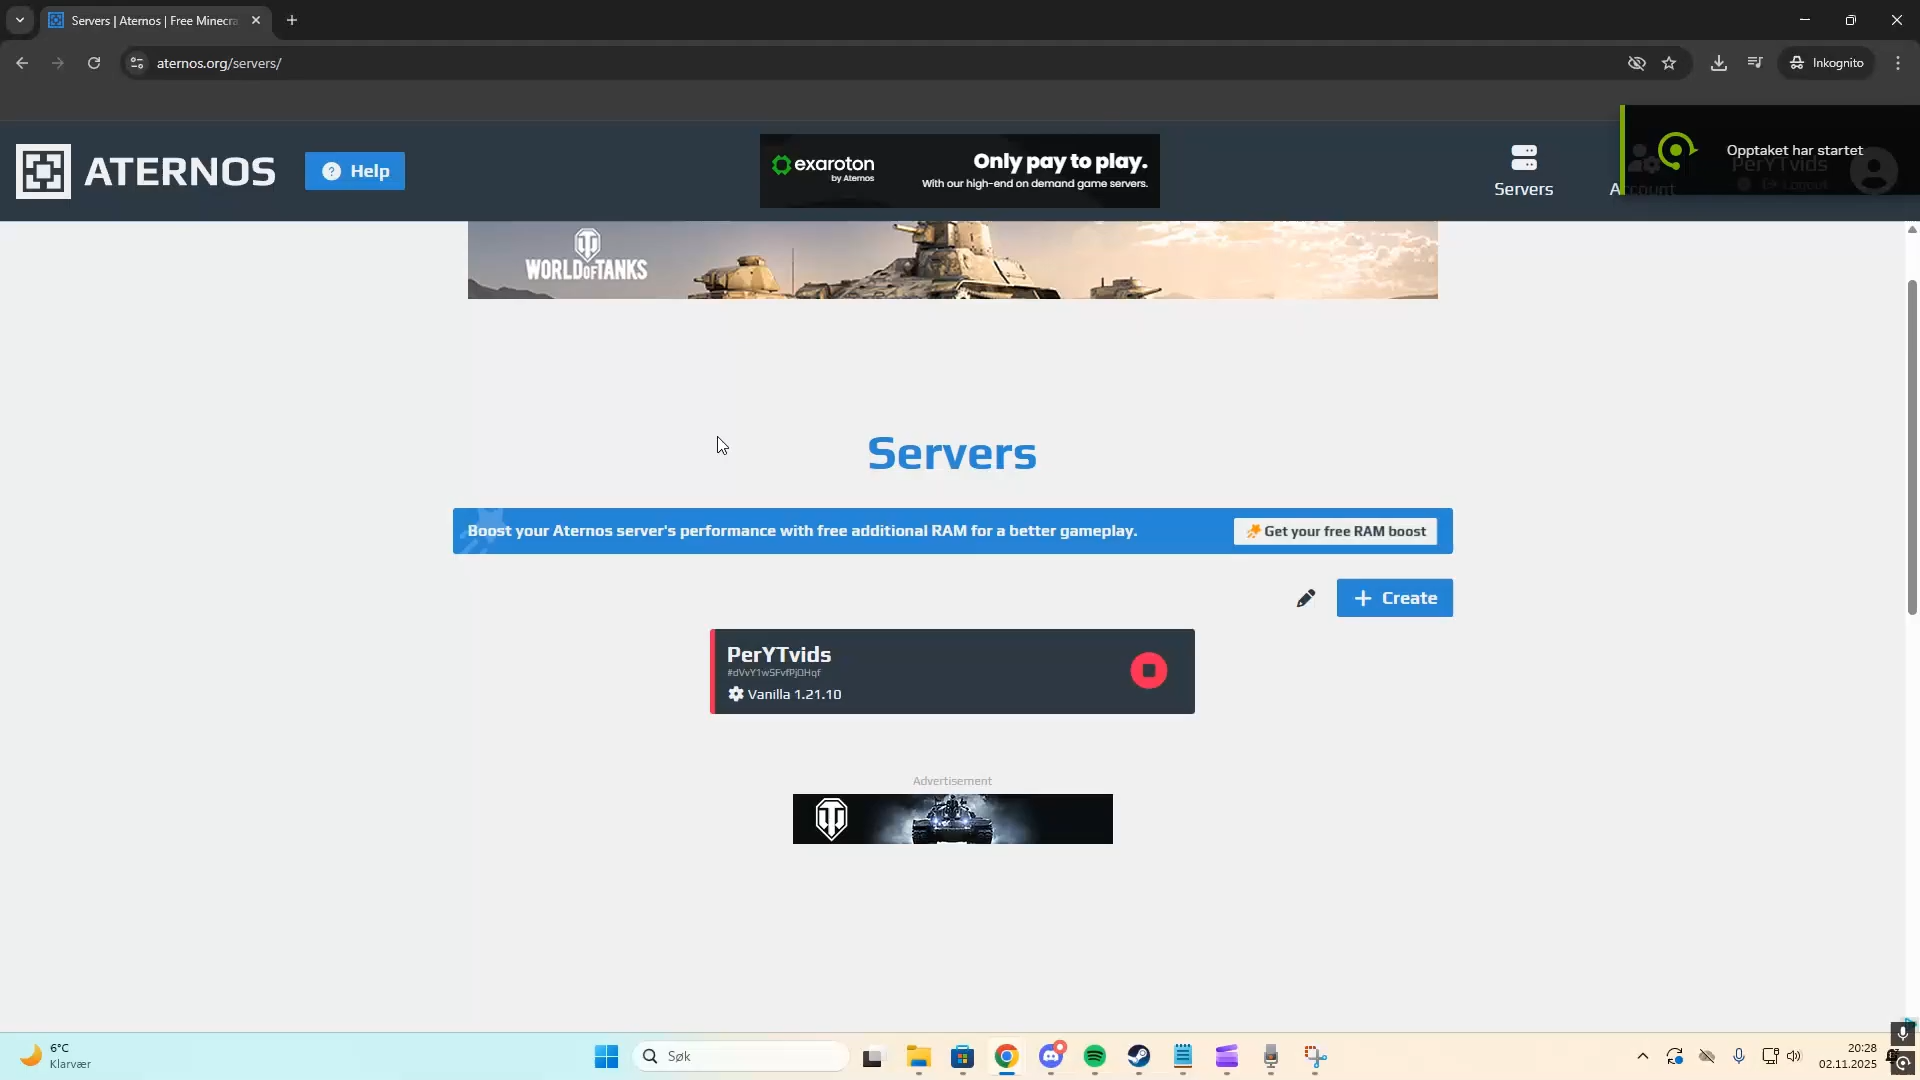 Servers | Aternos | Free Minecra
aternos.org/servers/
Inkognito
ATERNOS
Help
exaroton
by Aternos
Only pay to play.
With our high-end on demand game servers.
Servers
Account
PerYTvids
Logout
Opptaket har startet
WORLD OF TANKS
Servers
Boost your Aternos server's performance with free additional RAM for a better gameplay.
Get your free RAM boost
Create
PerYTvids
Vanilla 1.21.10
Advertisement
6°C
Klarvær
Søk
20:28
02.11.2025